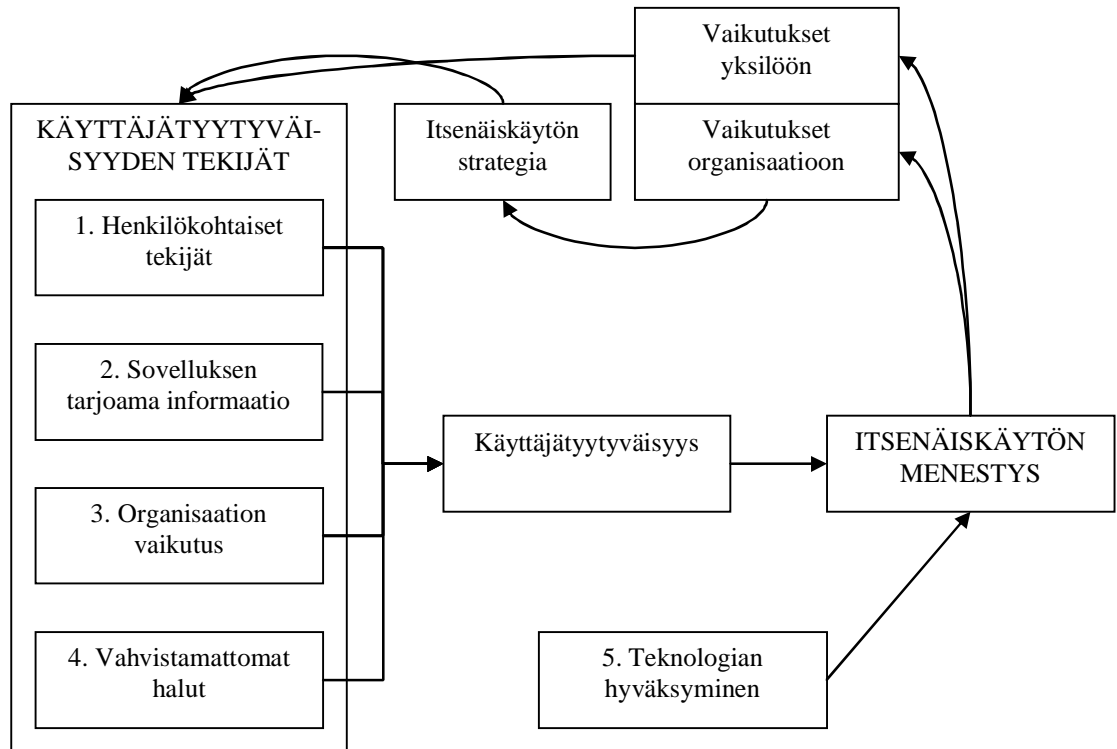 Vaikutukset
yksilöön
Vaikutukset
organisaatioon
Itsenäiskäytön
strategia
KÄYTTÄJÄTYYTYVÄI-
SYYDEN TEKIJÄT
1. Henkilökohtaiset
tekijät
2. Sovelluksen
tarjoama informaatio
3. Organisaation
vaikutus
4. Vahvistamattomat
halut
Käyttäjätyytyväisyys
ITSENÄISKÄYTÖN
MENESTYS
5. Teknologian
hyväksyminen